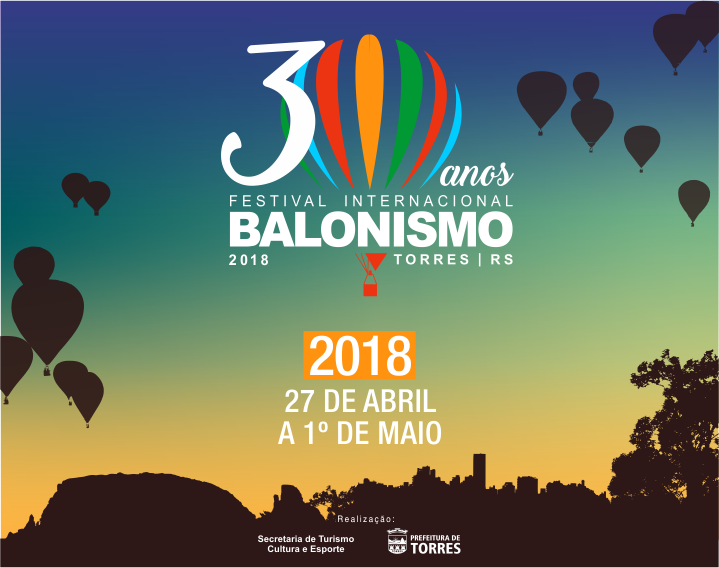 30
anos
FESTIVAL INTERNACIONAL
BALONISMO
2018 TORRES | RS
2018
27 DE ABRIL
A 1º DE MAIO
Realização:
Secretaria de Turismo
Cultura e Esporte
PREFEITURA DE
TORRES